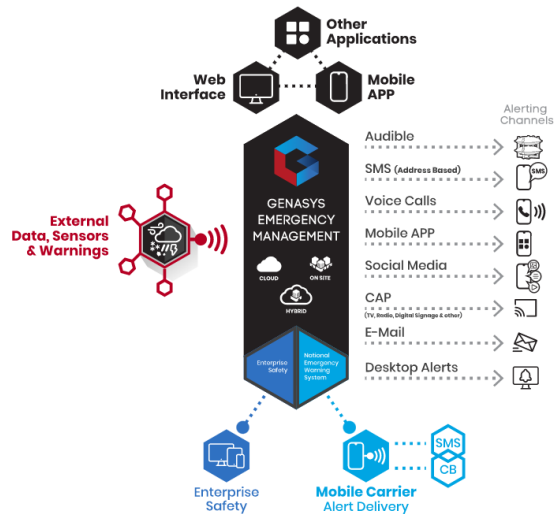 Other
Applications
Web
Interface
Mobile
APP
Alerting
Channels
GENASYS
EMERGENCY
MANAGEMENT
CLOUD
ON SITE
HYBRID
Enterprise
Safety
National
Emergency
Warning
System
External
Data, Sensors
& Warnings
Audible
SMS (Address Based)
SMS
Voice Calls
Mobile APP
Social Media
CAP
(TV, Radio, Digital Signage & other)
E-Mail
Desktop Alerts
Enterprise
Safety
Mobile Carrier
Alert Delivery
SMS
CB